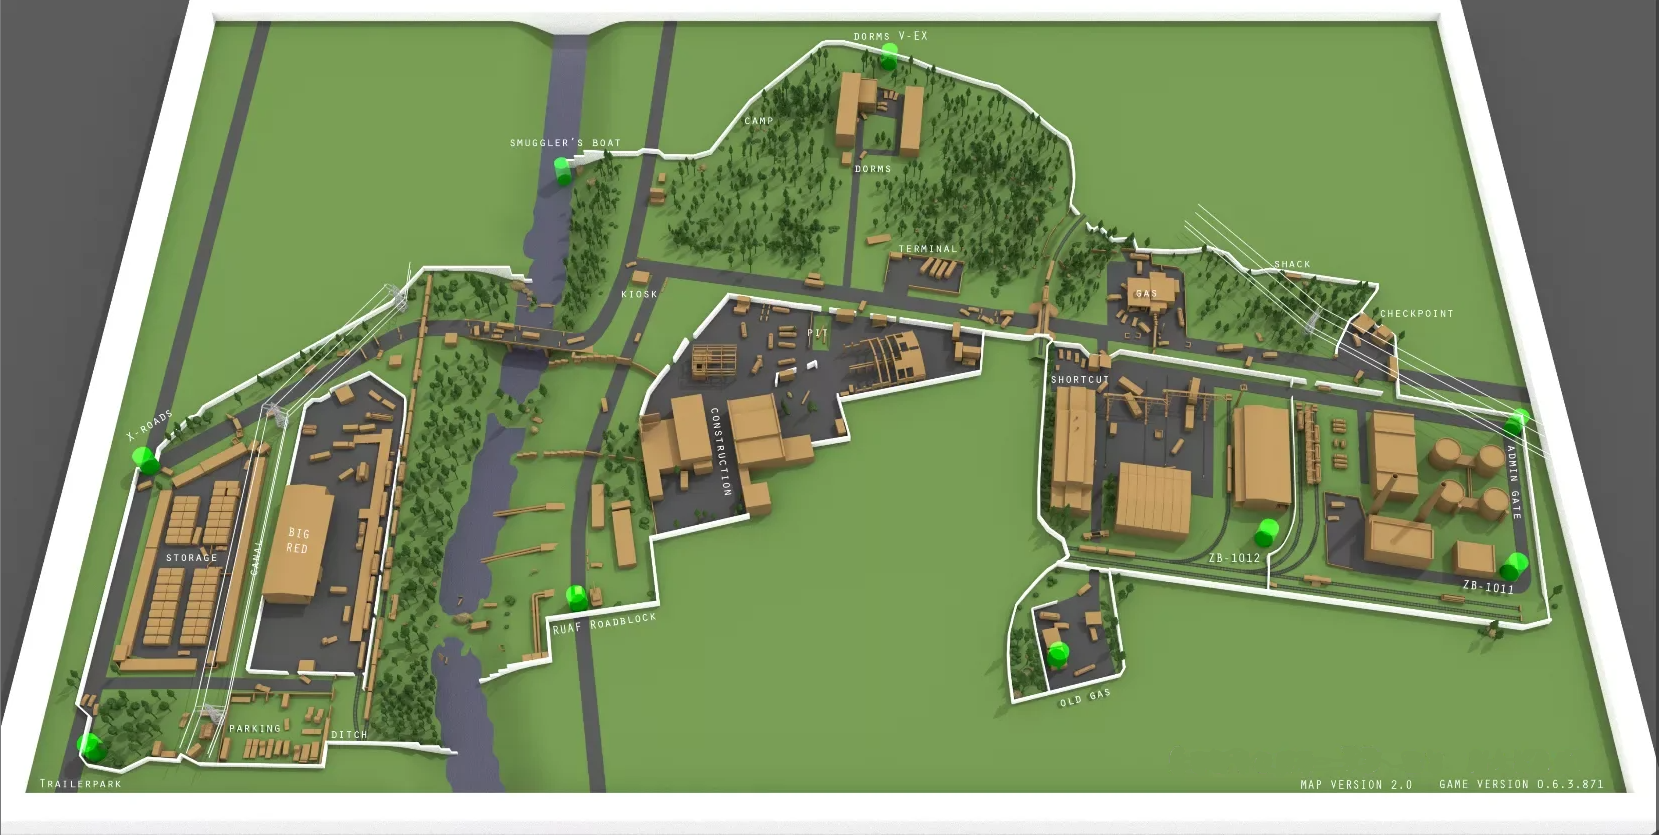 DORMS V-EX
CAMP
SMUGGLER'S BOAT
DORMS
TERMINAL
SHACK
KIOSK
GAS
CHECKPOINT
PIT
SHORTCUT
X-ROADS
CONSTRUCTION
ADMIN GATE
BIG
RED
STORAGE
CANAL
ZB-1012
ZB-1011
RUAF ROADBLOCK
OLD GAS
PARKING
DITCH
TRAILERPARK
MAP VERSION 2.0 GAME VERSION 0.6.3.871